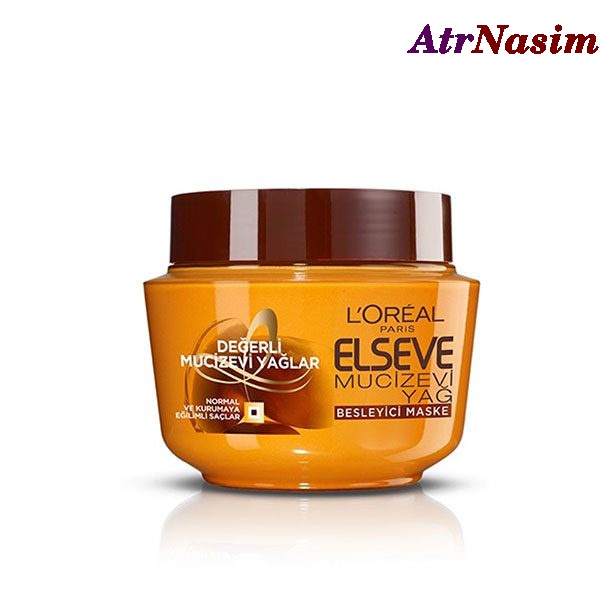 AtrNasim
L'ORÉAL
PARIS
ELSEVE
MUCİZEVİ
YAĞ
BESLEYİCİ MASKE
DEĞERLİ
MUCİZEVİ YAĞLAR
NORMAL
VE KURUMAYA
EĞİLİMLİ SAÇLAR